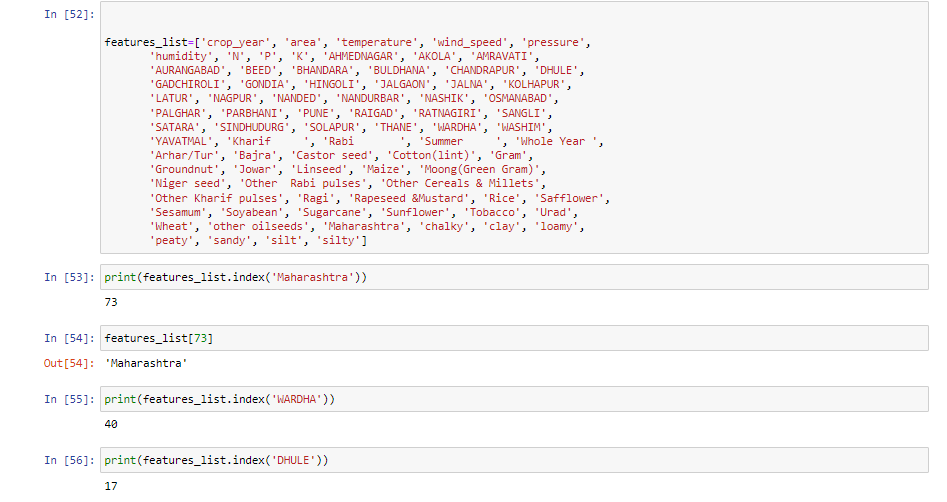 In [52]:
features_list=['crop_year', 'area', 'temperature', 'wind_speed', 'pressure',
       'humidity', 'N', 'P', 'K', 'AHMEDNAGAR', 'AKOLA', 'AMRAVATI',
       'AURANGABAD', 'BEED', 'BHANDARA', 'BULDHANA', 'CHANDRAPUR', 'DHULE',
       'GADCHIROLI', 'GONDIA', 'HINGOLI', 'JALGAON', 'JALNA', 'KOLHAPUR',
       'LATUR', 'NAGPUR', 'NANDED', 'NANDURBAR', 'NASHIK', 'OSMANABAD',
       'PALGHAR', 'PARBHANI', 'PUNE', 'RAIGAD', 'RATNAGIRI', 'SANGLI',
       'SATARA', 'SINDHUDURG', 'SOLAPUR', 'THANE', 'WARDHA', 'WASHIM',
       'YAVATMAL', 'Kharif     ', 'Rabi       ', 'Summer     ', 'Whole Year ',
       'Arhar/Tur', 'Bajra', 'Castor seed', 'Cotton(lint)', 'Gram',
       'Groundnut', 'Jowar', 'Linseed', 'Maize', 'Moong(Green Gram)',
       'Niger seed', 'Other  Rabi pulses', 'Other Cereals & Millets',
       'Other Kharif pulses', 'Ragi', 'Rapeseed &Mustard', 'Rice', 'Safflower',
       'Sesamum', 'Soyabean', 'Sugarcane', 'Sunflower', 'Tobacco', 'Urad',
       'Wheat', 'other oilseeds', 'Maharashtra', 'chalky', 'clay', 'loamy',
       'peaty', 'sandy', 'silt', 'silty']
In [53]: print(features_list.index('Maharashtra'))
73
In [54]: features_list[73]
Out[54]: 'Maharashtra'
In [55]: print(features_list.index('WARDHA'))
40
In [56]: print(features_list.index('DHULE'))
17